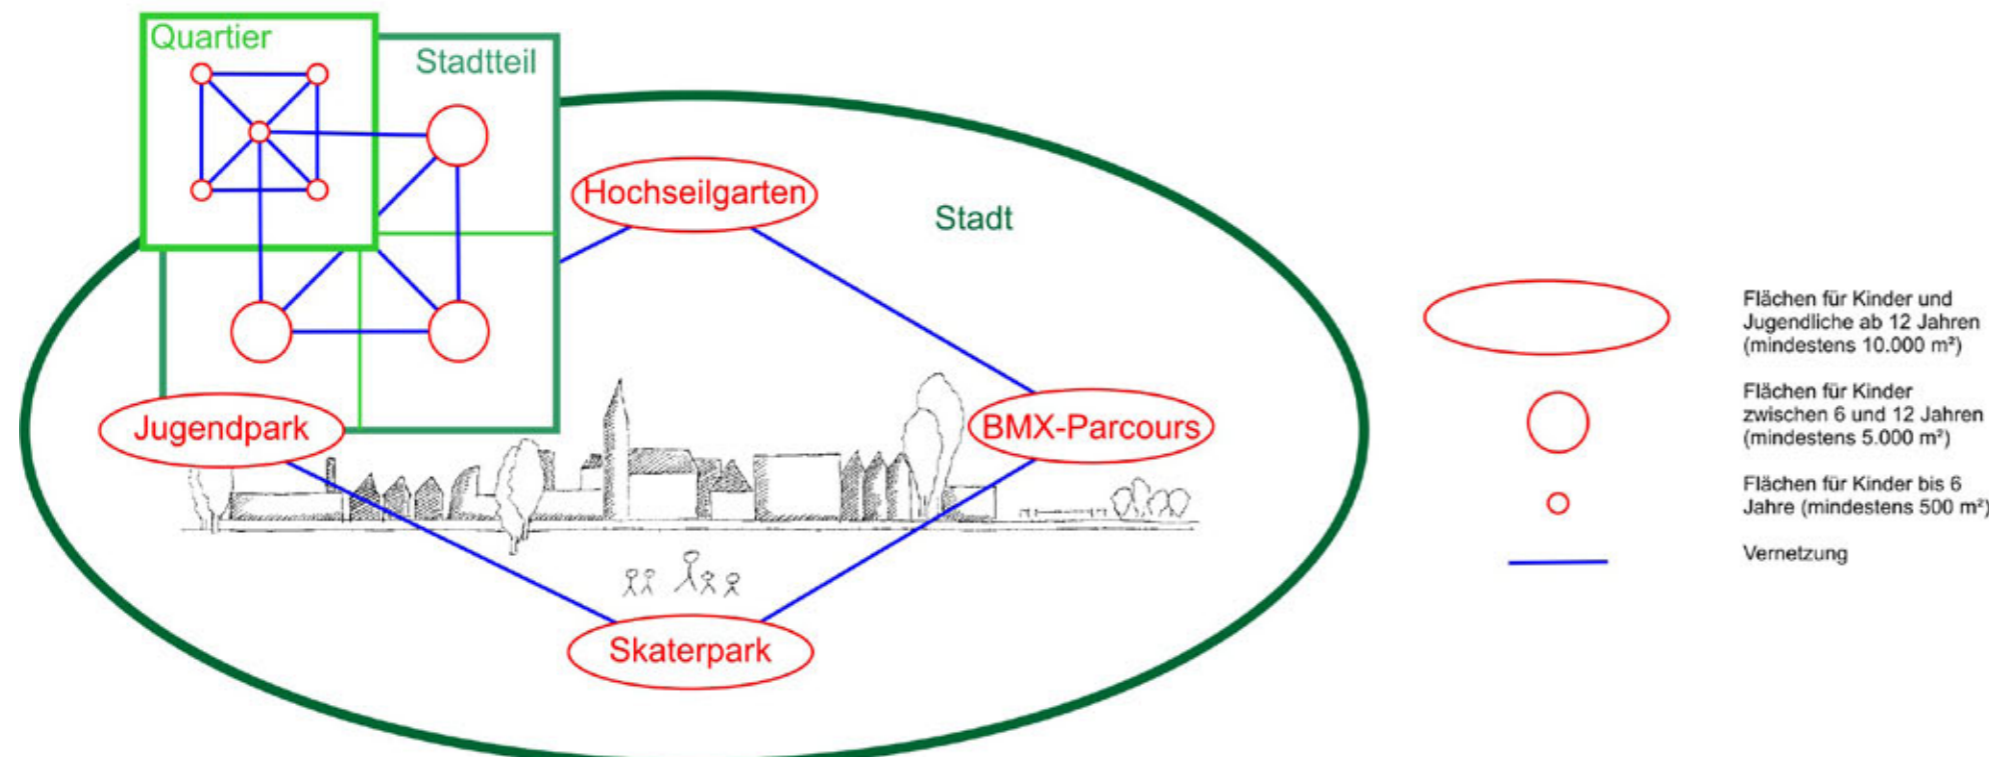 Quartier
Stadtteil
Hochseilgarten
Stadt
Jugendpark
BMX-Parcours
Skaterpark
Flächen für Kinder und
Jugendliche ab 12 Jahren
(mindestens 10.000 m²)
Flächen für Kinder
zwischen 6 und 12 Jahren
(mindestens 5.000 m²)
Flächen für Kinder bis 6
Jahre (mindestens 500 m²)
Vernetzung